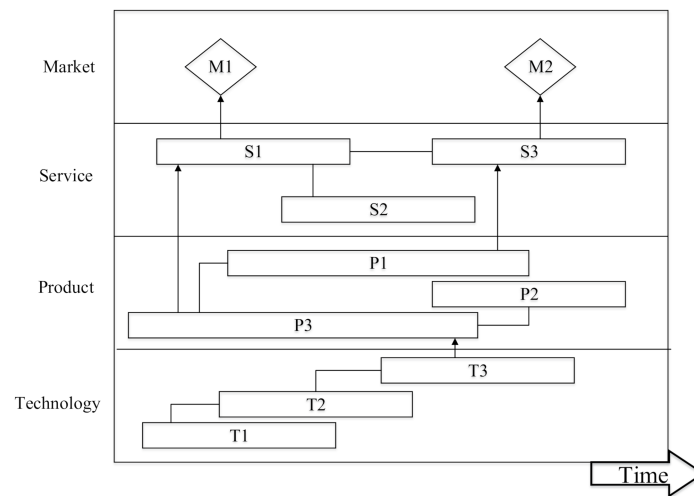 Market
M1
M2
S1
S3
Service
S2
P1
Product
P2
P3
T3
Technology
T2
T1
Time